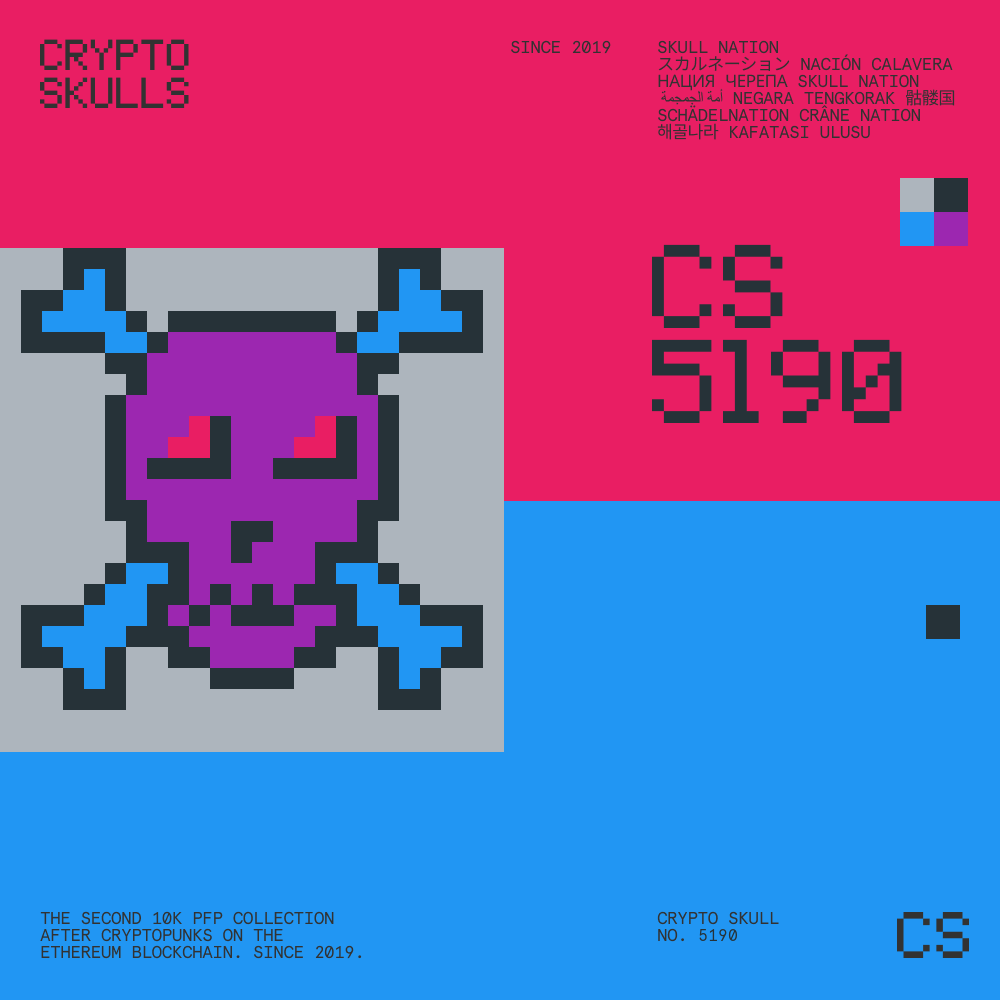 CRYPTO
SKULLS
SINCE 2019
SKULL NATION
スカルネーション NACIÓN CALAVERA
НАЦИЯ ЧЕРЕПА SKULL NATION
أمة الجمجمة NEGARA TENGKORAK 骷髅国
SCHÄDELNATION CRÂNE NATION
해골나라 KAFATASI ULUSU
CS
5190
THE SECOND 10K PFP COLLECTION
AFTER CRYPTOPUNKS ON THE
ETHEREUM BLOCKCHAIN. SINCE 2019.
CRYPTO SKULL
NO. 5190
CS